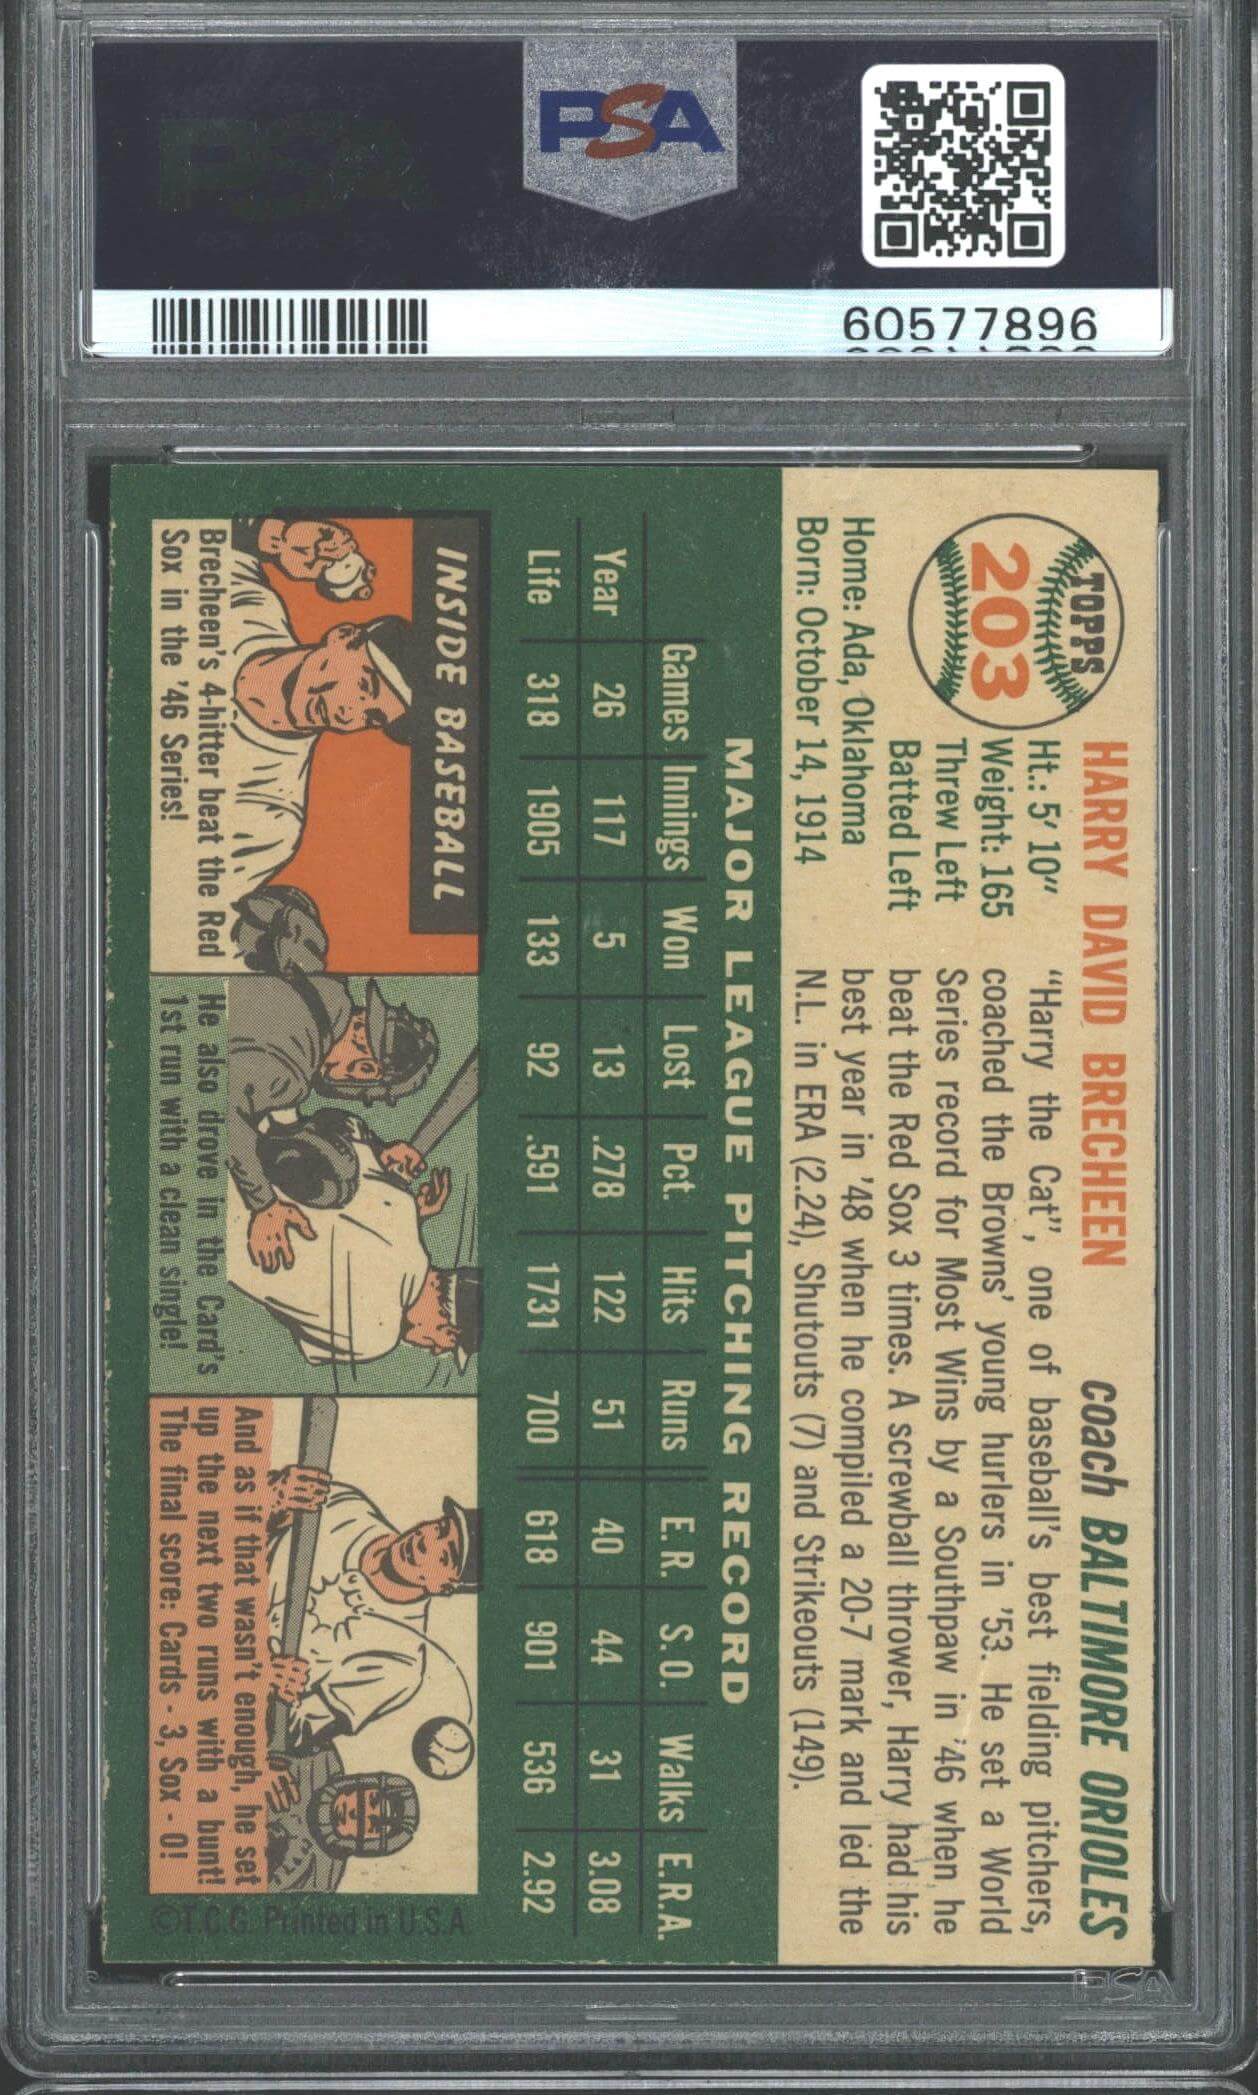 PSA
60577896
TOPPS
203
HARRY DAVID BRECHEEN
coach BALTIMORE ORIOLES
Ht.: 5′ 10″
Weight: 165
Threw Left
Batted Left
Home: Ada, Oklahoma
Born: October 14, 1914
“Harry the Cat”, one of baseball's best fielding pitchers,
coached the Browns' young hurlers in '53. He set a World
Series record for Most Wins by a Southpaw in '46 when he
beat the Red Sox 3 times. A screwball thrower, Harry had his
best year in '48 when he compiled a 20-7 mark and led the
N.L. in ERA (2.24), Shutouts (7) and Strikeouts (149).
MAJOR LEAGUE PITCHING RECORD
Games Innings Won Lost Pct. Hits Runs E.R. S.O. Walks E.R.A.
Year 26 117 5 13 .278 122 51 40 44 31 3.08
Life 318 1905 133 92 .591 1731 700 618 901 536 2.92
INSIDE BASEBALL
Brecheen's 4-hitter beat the Red
Sox in the '46 Series!
He also drove in the Card's
1st run with a clean single!
And as if that wasn't enough, he set
up the next two runs with a bunt!
The final score: Cards - 3, Sox - 0!
©T.C.G. Printed in U.S.A.
PSA